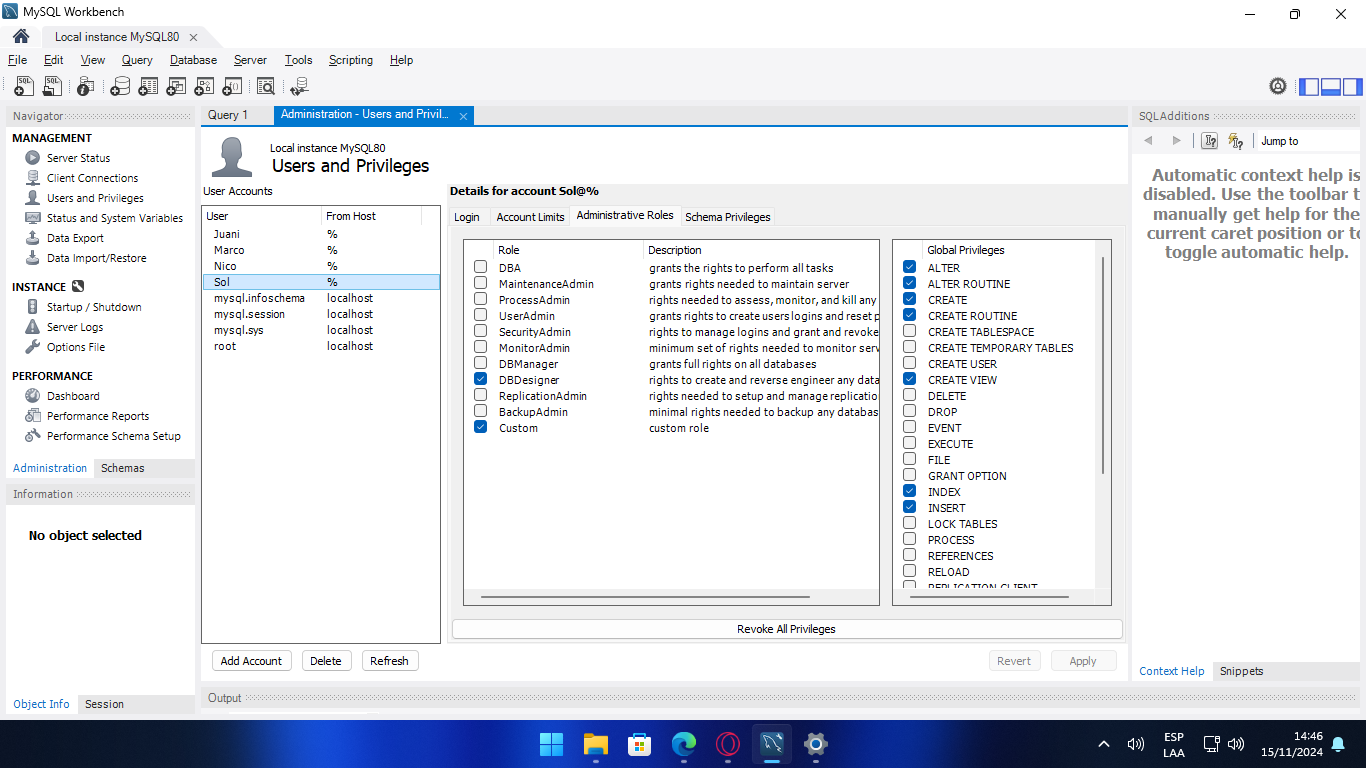 MySQL Workbench
Local instance MySQL80
File Edit View Query Database Server Tools Scripting Help
Navigator
MANAGEMENT
Server Status
Client Connections
Users and Privileges
Status and System Variables
Data Export
Data Import/Restore
INSTANCE
Startup / Shutdown
Server Logs
Options File
PERFORMANCE
Dashboard
Performance Reports
Performance Schema Setup
Administration Schemas
Information
No object selected
Object Info Session
Query 1 Administration - Users and Privil...
Local instance MySQL80
Users and Privileges
User Accounts
User From Host
Juani %
Marco %
Nico %
Sol %
mysql.infoschema localhost
mysql.session localhost
mysql.sys localhost
root localhost
Add Account Delete Refresh
Details for account Sol@%
Login Account Limits Administrative Roles Schema Privileges
Role Description
DBA grants the rights to perform all tasks
MaintenanceAdmin grants rights needed to maintain server
ProcessAdmin rights needed to assess, monitor, and kill any
UserAdmin grants rights to create users logins and reset p
SecurityAdmin rights to manage logins and grant and revoke
MonitorAdmin minimum set of rights needed to monitor serv
DBManager grants full rights on all databases
DBDesigner rights to create and reverse engineer any data
ReplicationAdmin rights needed to setup and manage replicatio
BackupAdmin minimal rights needed to backup any databas
Custom custom role
Global Privileges
ALTER
ALTER ROUTINE
CREATE
CREATE ROUTINE
CREATE TABLESPACE
CREATE TEMPORARY TABLES
CREATE USER
CREATE VIEW
DELETE
DROP
EVENT
EXECUTE
FILE
GRANT OPTION
INDEX
INSERT
LOCK TABLES
PROCESS
REFERENCES
RELOAD
REPLICATION CLIENT
Revoke All Privileges
Revert Apply
Output
SQLAdditions
Jump to
Automatic context help is
disabled. Use the toolbar t
manually get help for the
current caret position or to
toggle automatic help.
Context Help Snippets
ESP
LAA
14:46
15/11/2024